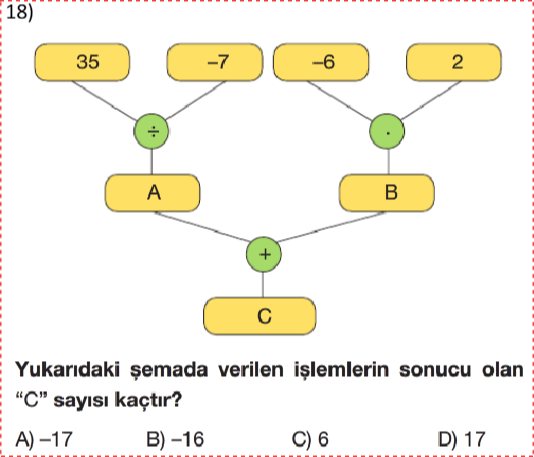 18)
35 –7 –6 2
÷ ·
A B
+
C
Yukarıdaki şemada verilen işlemlerin sonucu olan
“C” sayısı kaçtır?
A) –17 B) –16 C) 6 D) 17